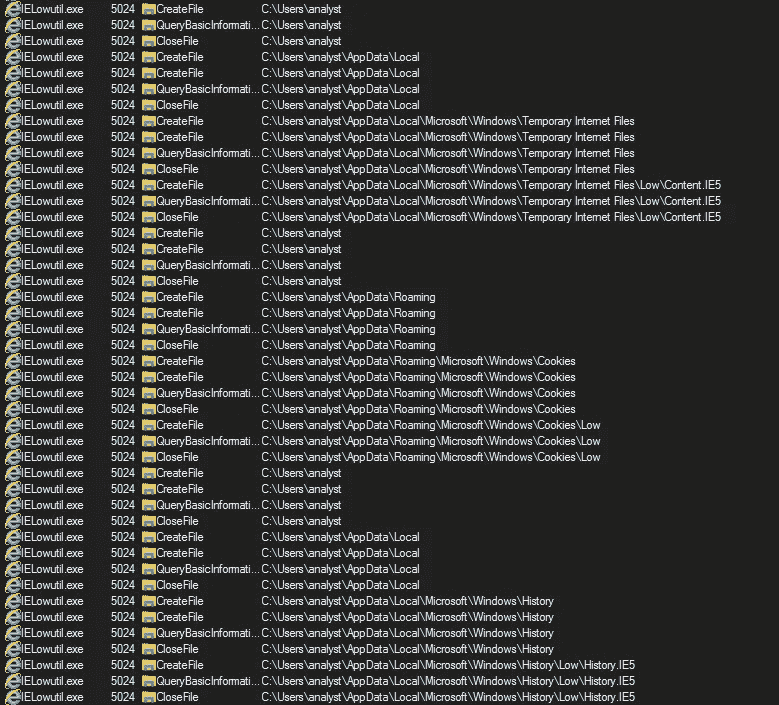 IELowutil.exe 5024 CreateFile C:\Users\analyst
IELowutil.exe 5024 QueryBasicInformati... C:\Users\analyst
IELowutil.exe 5024 CloseFile C:\Users\analyst
IELowutil.exe 5024 CreateFile C:\Users\analyst\AppData\Local
IELowutil.exe 5024 CreateFile C:\Users\analyst\AppData\Local
IELowutil.exe 5024 QueryBasicInformati... C:\Users\analyst\AppData\Local
IELowutil.exe 5024 CloseFile C:\Users\analyst\AppData\Local
IELowutil.exe 5024 CreateFile C:\Users\analyst\AppData\Local\Microsoft\Windows\Temporary Internet Files
IELowutil.exe 5024 CreateFile C:\Users\analyst\AppData\Local\Microsoft\Windows\Temporary Internet Files
IELowutil.exe 5024 QueryBasicInformati... C:\Users\analyst\AppData\Local\Microsoft\Windows\Temporary Internet Files
IELowutil.exe 5024 CloseFile C:\Users\analyst\AppData\Local\Microsoft\Windows\Temporary Internet Files
IELowutil.exe 5024 CreateFile C:\Users\analyst\AppData\Local\Microsoft\Windows\Temporary Internet Files\Low\Content.IE5
IELowutil.exe 5024 QueryBasicInformati... C:\Users\analyst\AppData\Local\Microsoft\Windows\Temporary Internet Files\Low\Content.IE5
IELowutil.exe 5024 CloseFile C:\Users\analyst\AppData\Local\Microsoft\Windows\Temporary Internet Files\Low\Content.IE5
IELowutil.exe 5024 CreateFile C:\Users\analyst
IELowutil.exe 5024 CreateFile C:\Users\analyst
IELowutil.exe 5024 QueryBasicInformati... C:\Users\analyst
IELowutil.exe 5024 CloseFile C:\Users\analyst
IELowutil.exe 5024 CreateFile C:\Users\analyst\AppData\Roaming
IELowutil.exe 5024 CreateFile C:\Users\analyst\AppData\Roaming
IELowutil.exe 5024 QueryBasicInformati... C:\Users\analyst\AppData\Roaming
IELowutil.exe 5024 CloseFile C:\Users\analyst\AppData\Roaming
IELowutil.exe 5024 CreateFile C:\Users\analyst\AppData\Roaming\Microsoft\Windows\Cookies
IELowutil.exe 5024 CreateFile C:\Users\analyst\AppData\Roaming\Microsoft\Windows\Cookies
IELowutil.exe 5024 QueryBasicInformati... C:\Users\analyst\AppData\Roaming\Microsoft\Windows\Cookies
IELowutil.exe 5024 CloseFile C:\Users\analyst\AppData\Roaming\Microsoft\Windows\Cookies
IELowutil.exe 5024 CreateFile C:\Users\analyst\AppData\Roaming\Microsoft\Windows\Cookies\Low
IELowutil.exe 5024 QueryBasicInformati... C:\Users\analyst\AppData\Roaming\Microsoft\Windows\Cookies\Low
IELowutil.exe 5024 CloseFile C:\Users\analyst\AppData\Roaming\Microsoft\Windows\Cookies\Low
IELowutil.exe 5024 CreateFile C:\Users\analyst
IELowutil.exe 5024 CreateFile C:\Users\analyst
IELowutil.exe 5024 QueryBasicInformati... C:\Users\analyst
IELowutil.exe 5024 CloseFile C:\Users\analyst
IELowutil.exe 5024 CreateFile C:\Users\analyst\AppData\Local
IELowutil.exe 5024 CreateFile C:\Users\analyst\AppData\Local
IELowutil.exe 5024 QueryBasicInformati... C:\Users\analyst\AppData\Local
IELowutil.exe 5024 CloseFile C:\Users\analyst\AppData\Local
IELowutil.exe 5024 CreateFile C:\Users\analyst\AppData\Local\Microsoft\Windows\History
IELowutil.exe 5024 CreateFile C:\Users\analyst\AppData\Local\Microsoft\Windows\History
IELowutil.exe 5024 QueryBasicInformati... C:\Users\analyst\AppData\Local\Microsoft\Windows\History
IELowutil.exe 5024 CloseFile C:\Users\analyst\AppData\Local\Microsoft\Windows\History
IELowutil.exe 5024 CreateFile C:\Users\analyst\AppData\Local\Microsoft\Windows\History\Low\History.IE5
IELowutil.exe 5024 QueryBasicInformati... C:\Users\analyst\AppData\Local\Microsoft\Windows\History\Low\History.IE5
IELowutil.exe 5024 CloseFile C:\Users\analyst\AppData\Local\Microsoft\Windows\History\Low\History.IE5